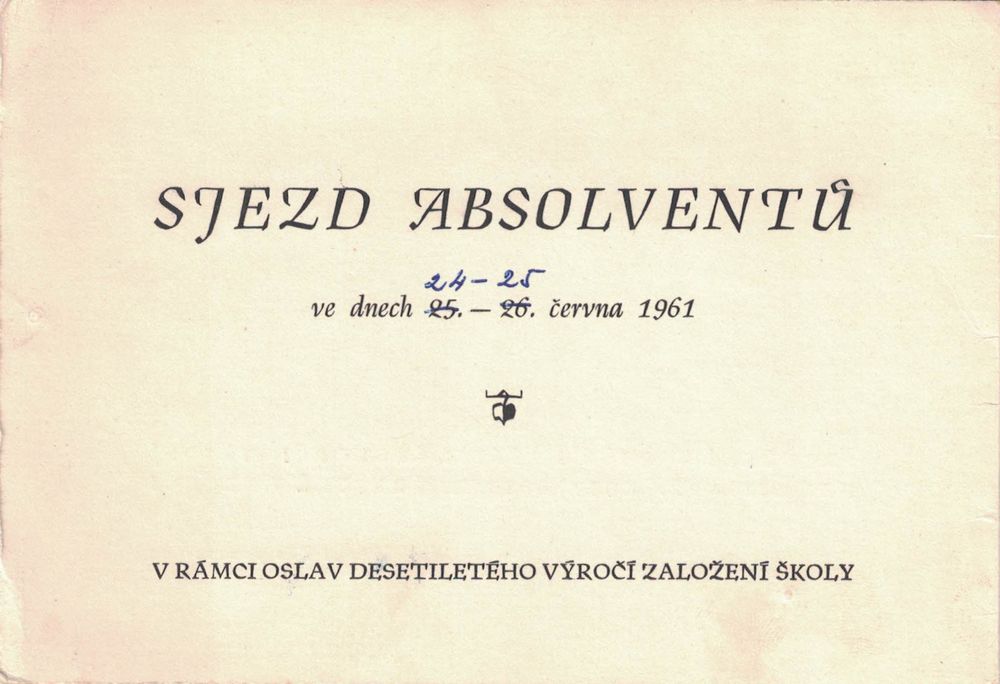 SJEZD ABSOLVENTŮ
24 - 25
ve dnech 25. — 26. června 1961
V RÁMCI OSLAV DESETILETÉHO VÝROČÍ ZALOŽENÍ ŠKOLY